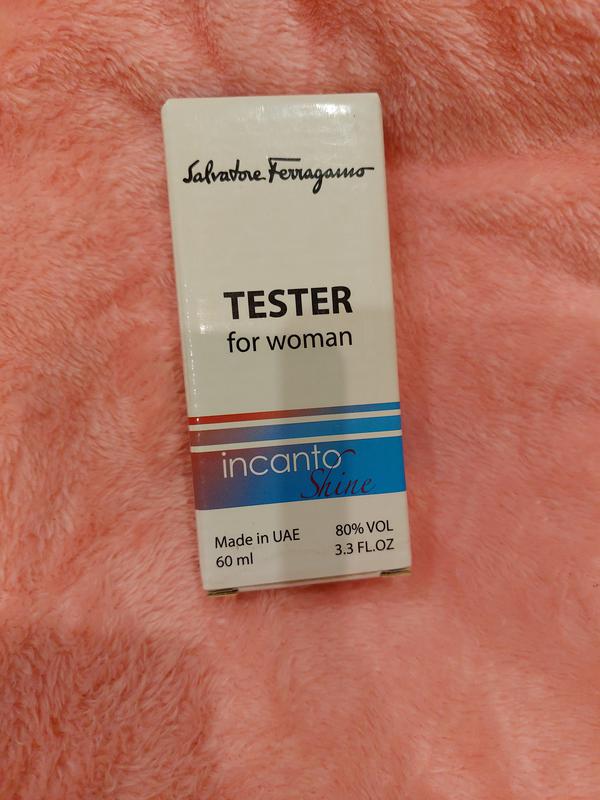 Salvatore Ferragamo
TESTER
for woman
incanto
Shine
Made in UAE
80% VOL
60 ml
3.3 FL.OZ